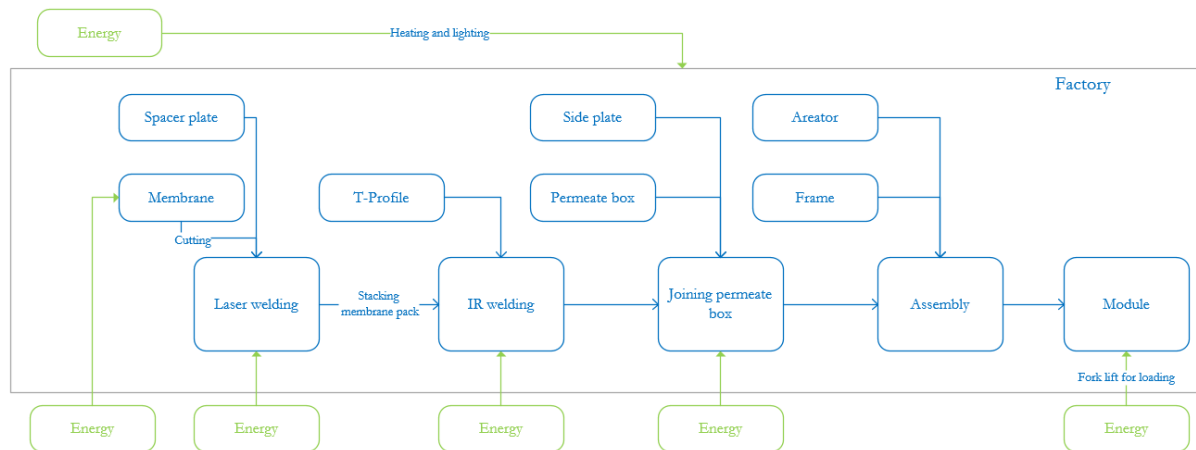 Energy
Heating and lighting
Factory
Spacer plate
Side plate
Areator
Membrane
T-Profile
Permeate box
Frame
Cutting
Laser welding
Stacking
membrane pack
IR welding
Joining permeate
box
Assembly
Module
Fork lift for loading
Energy
Energy
Energy
Energy
Energy